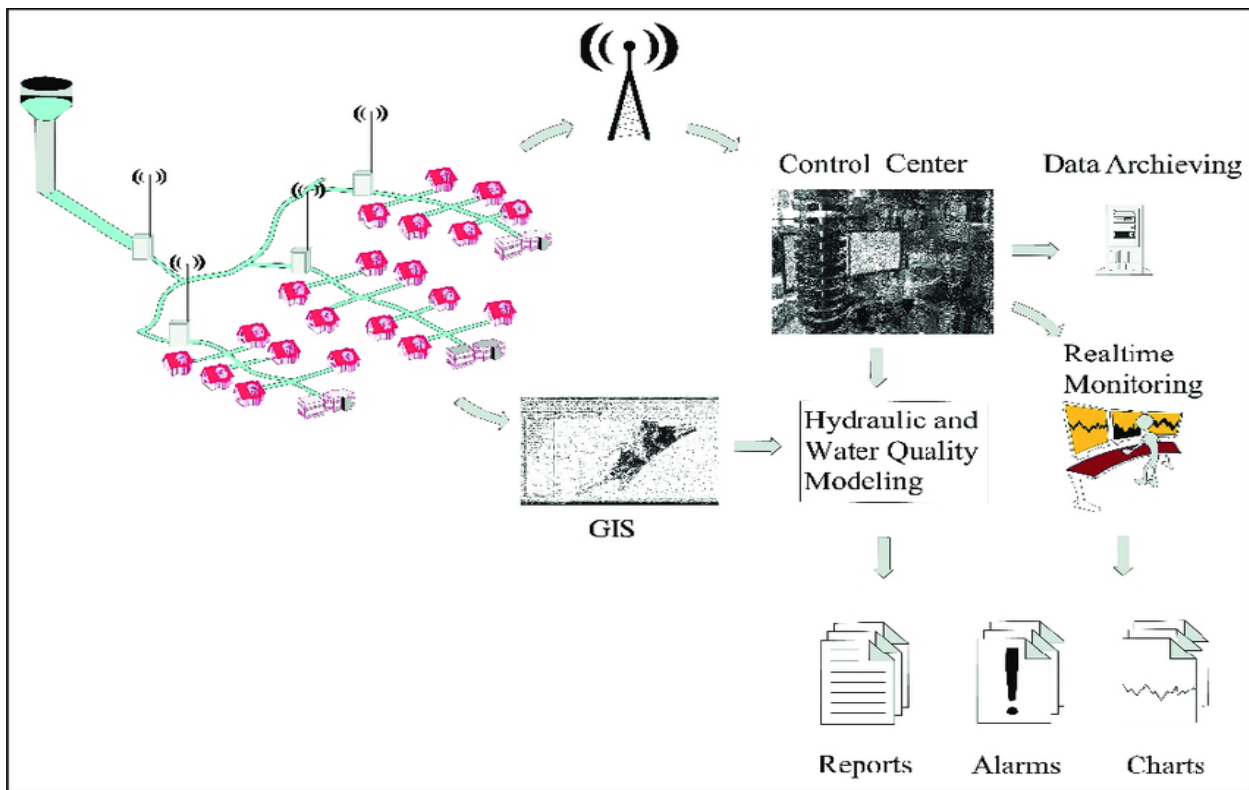 Control Center
Data Archieving
Realtime
Monitoring
Hydraulic and
Water Quality
Modeling
GIS
Reports
Alarms
Charts